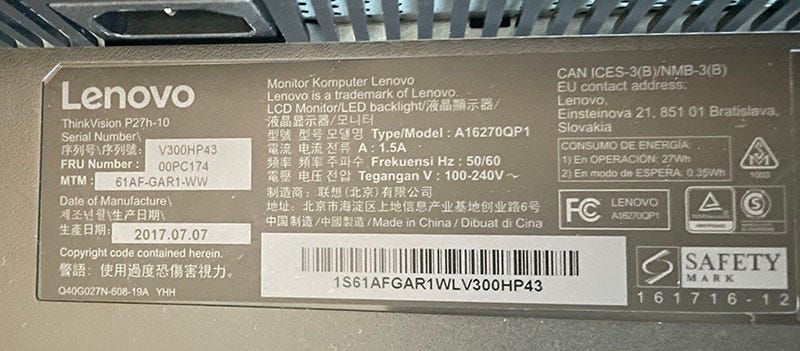 Lenovo
ThinkVision P27h-10
Serial Number\
序列号\序列號: V300HP43
FRU Number : 00PC174
MTM : 61AF-GAR1-WW
Date of Manufacture\
제조년월\生产日期\
生產日期: 2017.07.07
Copyright code contained herein.
警語: 使用過度恐傷害視力。
Q40G027N-608-19A YHH
Monitor Komputer Lenovo
Lenovo is a trademark of Lenovo.
LCD Monitor/LED backlight/液晶顯示器/
液晶显示器/모니터
型號 型号 모델명 Type/Model : A16270QP1
電流 电流 전류 A : 1.5A
頻率 频率 주파수 Frekuensi Hz : 50/60
電壓 电压 전압 Tegangan V : 100-240V～
制造商: 联想(北京)有限公司
地址: 北京市海淀区上地信息产业基地创业路6号
中国制造/中國製造/Made in China / Dibuat di Cina
1S61AFGAR1WLV300HP43
CAN ICES-3(B)/NMB-3(B)
EU contact address:
Lenovo,
Einsteinova 21, 851 01 Bratislava,
Slovakia
CONSUMO DE ENERGÍA:
1) En OPERACIÓN: 27Wh
2) En modo de ESPERA: 0.35Wh
1003
FC LENOVO
A16270QP1
S
SAFETY
MARK
161716-12